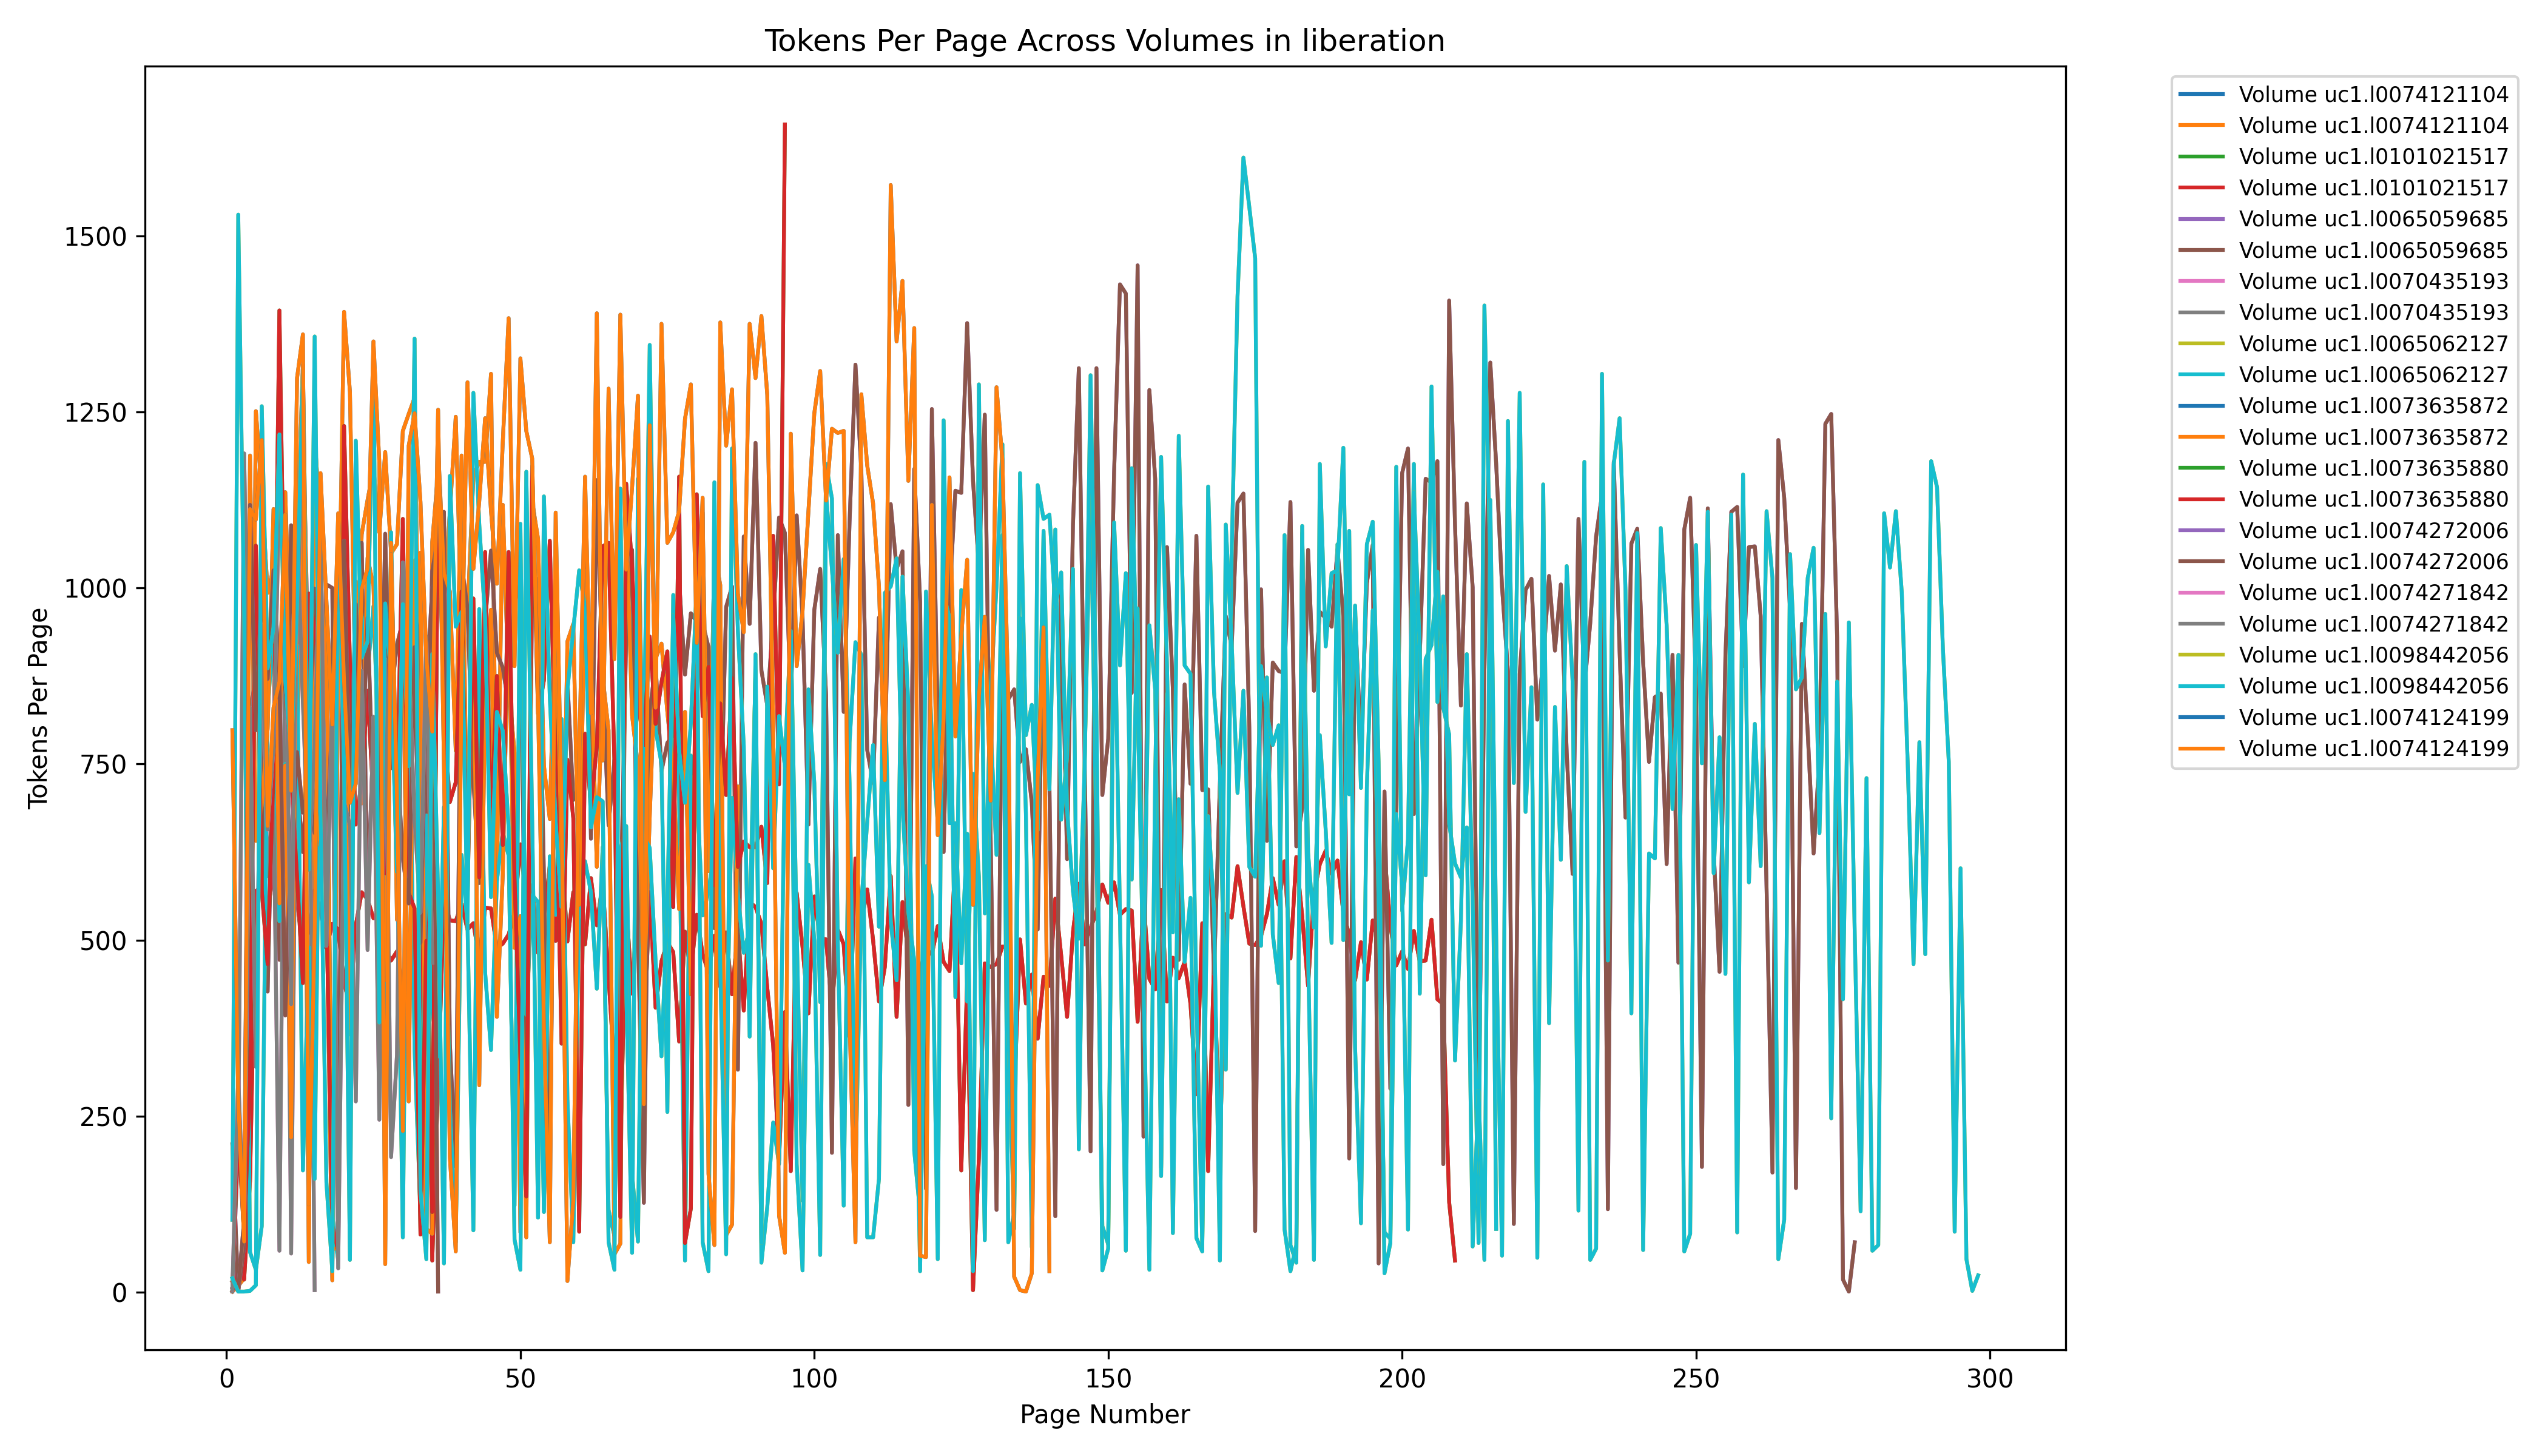 Tokens Per Page Across Volumes in liberation
Tokens Per Page
1500
1250
1000
750
500
250
0
0 50 100 150 200 250 300
Page Number
Volume uc1.l0074121104
Volume uc1.l0074121104
Volume uc1.l0101021517
Volume uc1.l0101021517
Volume uc1.l0065059685
Volume uc1.l0065059685
Volume uc1.l0070435193
Volume uc1.l0070435193
Volume uc1.l0065062127
Volume uc1.l0065062127
Volume uc1.l0073635872
Volume uc1.l0073635872
Volume uc1.l0073635880
Volume uc1.l0073635880
Volume uc1.l0074272006
Volume uc1.l0074272006
Volume uc1.l0074271842
Volume uc1.l0074271842
Volume uc1.l0098442056
Volume uc1.l0098442056
Volume uc1.l0074124199
Volume uc1.l0074124199